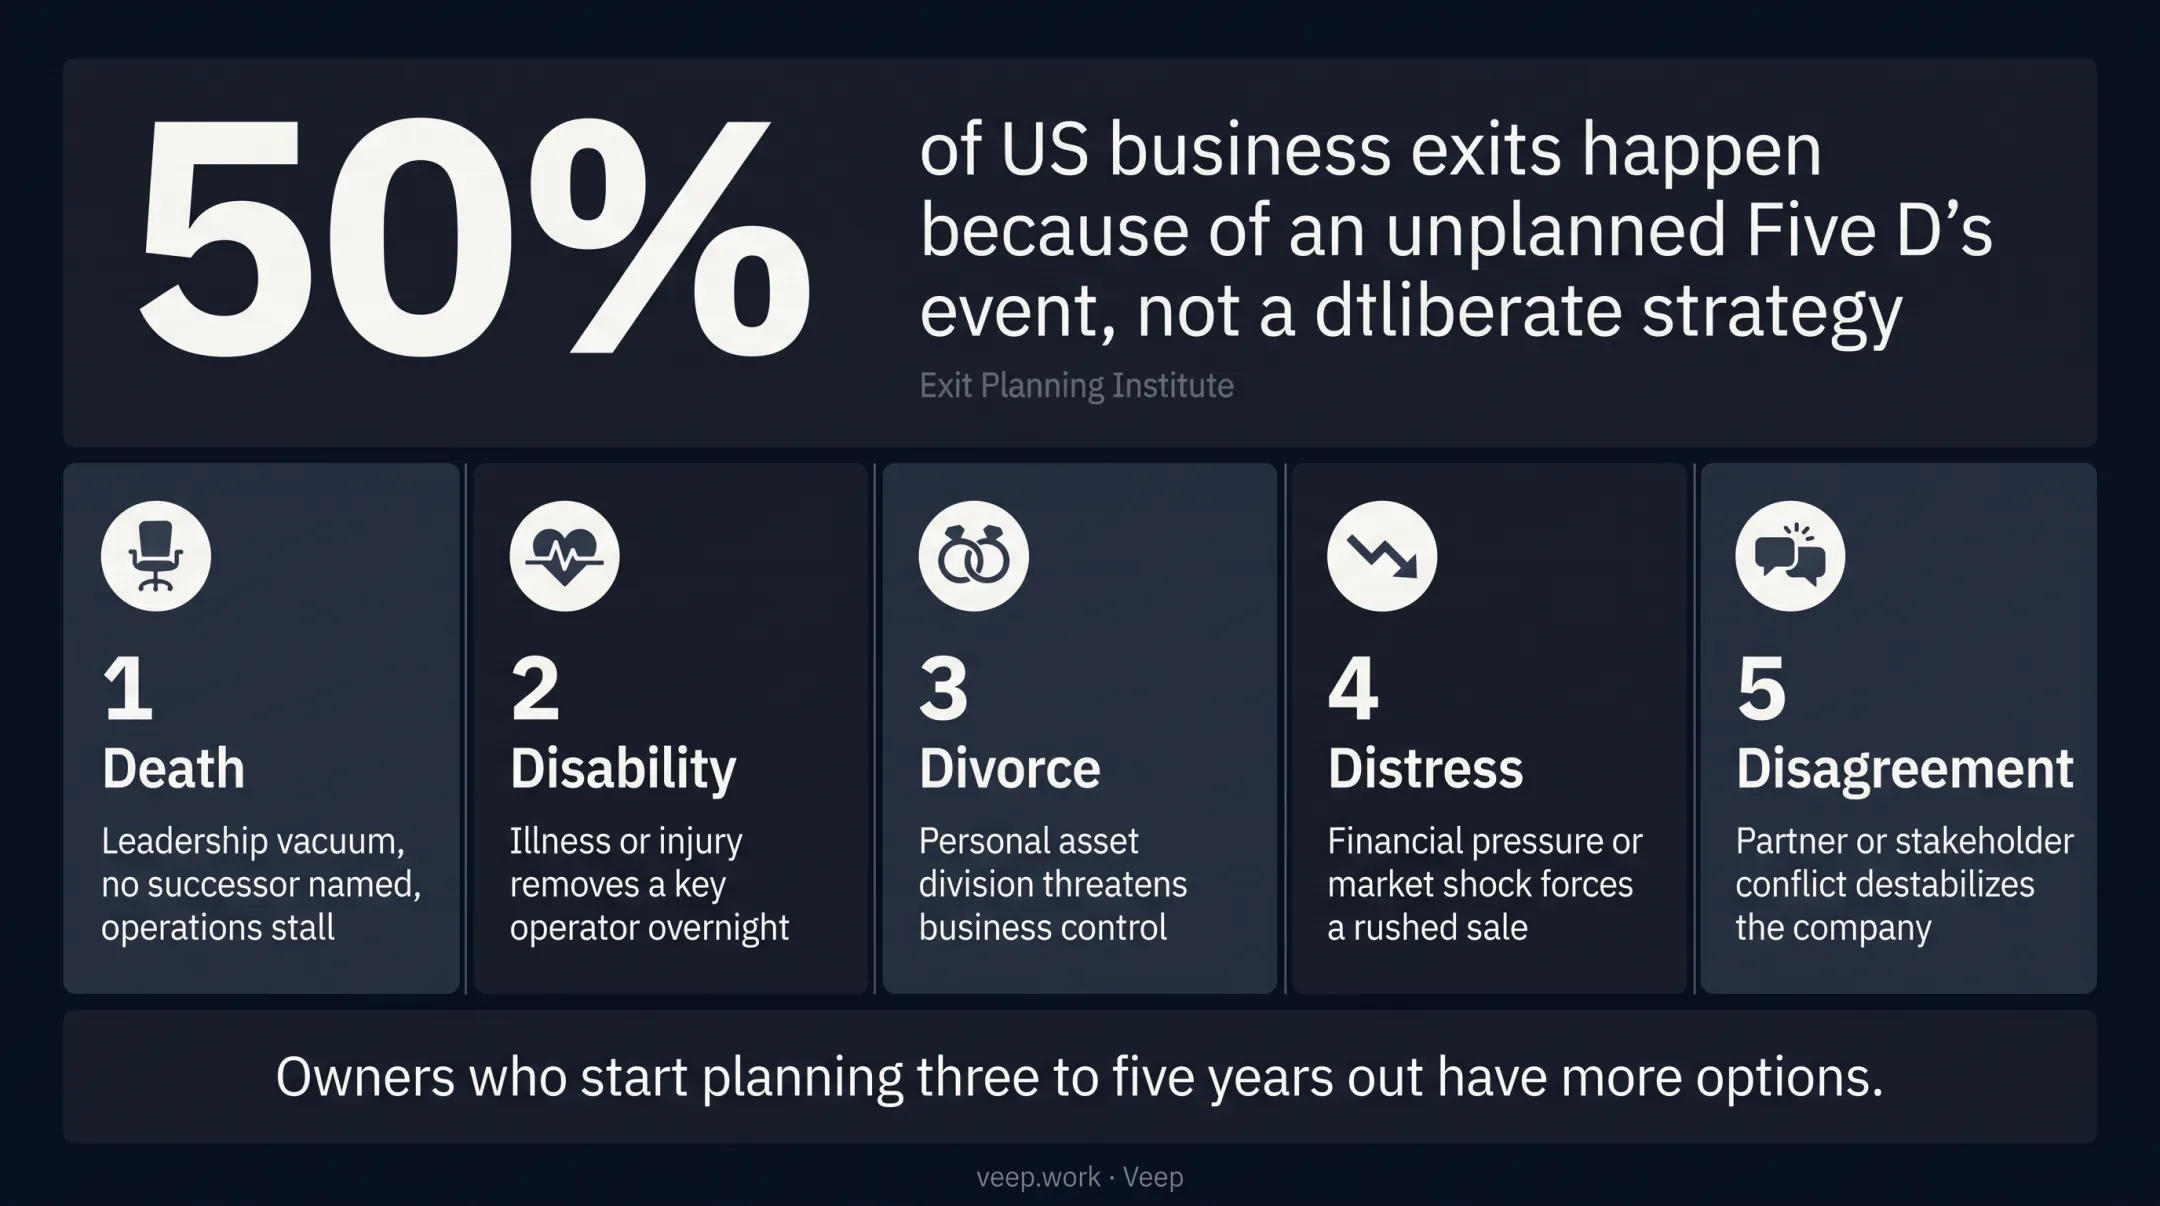 50%
of US business exits happen
because of an unplanned Five D’s
event, not a dtliberate strategy
Exit Planning Institute
1
Death
Leadership vacuum,
no successor named,
operations stall
2
Disability
Illness or injury
removes a key
operator overnight
3
Divorce
Personal asset
division threatens
business control
4
Distress
Financial pressure or
market shock forces
a rushed sale
5
Disagreement
Partner or stakeholder
conflict destabilizes
the company
Owners who start planning three to five years out have more options.
veep.work · Veep